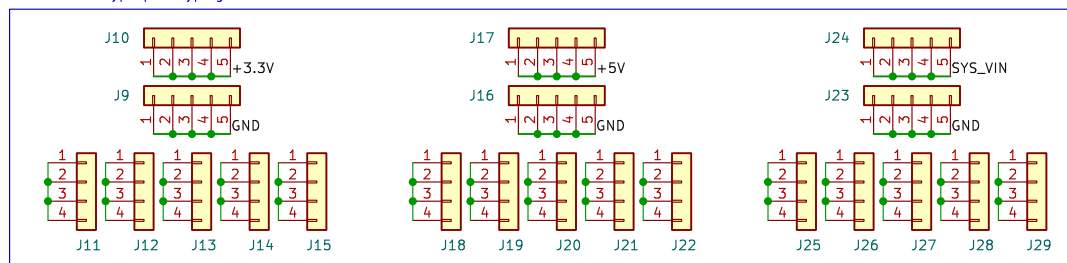 J10 J17 J24
1 2 3 4 5 +3.3V 1 2 3 4 5 +5V 1 2 3 4 5 SYS_VIN
J9 J16 J23
1 2 3 4 5 GND 1 2 3 4 5 GND 1 2 3 4 5 GND
1 1 1 1 1 1 1 1 1 1 1 1 1 1 1
2 2 2 2 2 2 2 2 2 2 2 2 2 2 2
3 3 3 3 3 3 3 3 3 3 3 3 3 3 3
4 4 4 4 4 4 4 4 4 4 4 4 4 4 4
J11 J12 J13 J14 J15 J18 J19 J20 J21 J22 J25 J26 J27 J28 J29